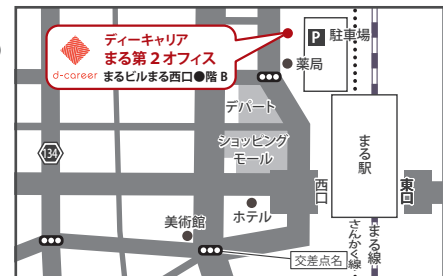 ディーキャリア
まる第2オフィス
まるビルまる西口●階 B
d-career
P 駐車場
薬局
デパート
ショッピング
モール
134
まる駅
西口
東口
ホテル
美術館
交差点名
まる線
さんかく線